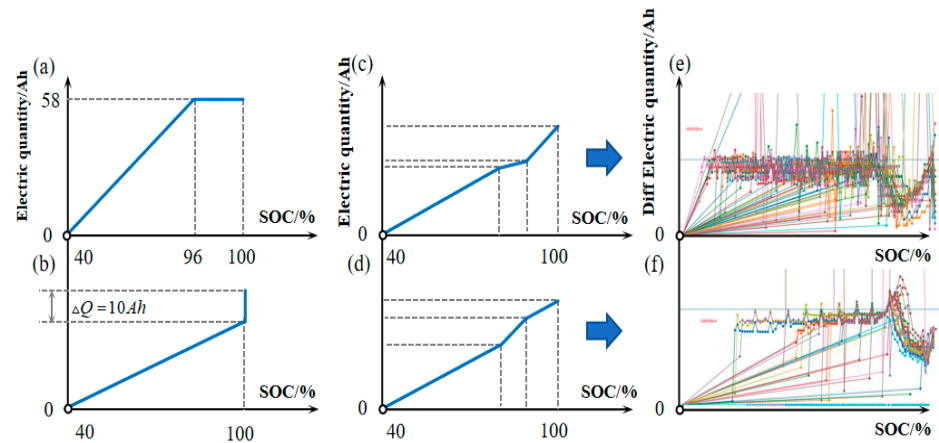 (a)
Electric quantity/Ah
58
0
40
96
100
SOC/%
(c)
Electric quantity/Ah
0
40
100
SOC/%
(e)
Diff Electric quantity/Ah
0
SOC/%
(b)
△Q = 10Ah
0
40
100
SOC/%
(d)
0
40
100
SOC/%
(f)
0
SOC/%